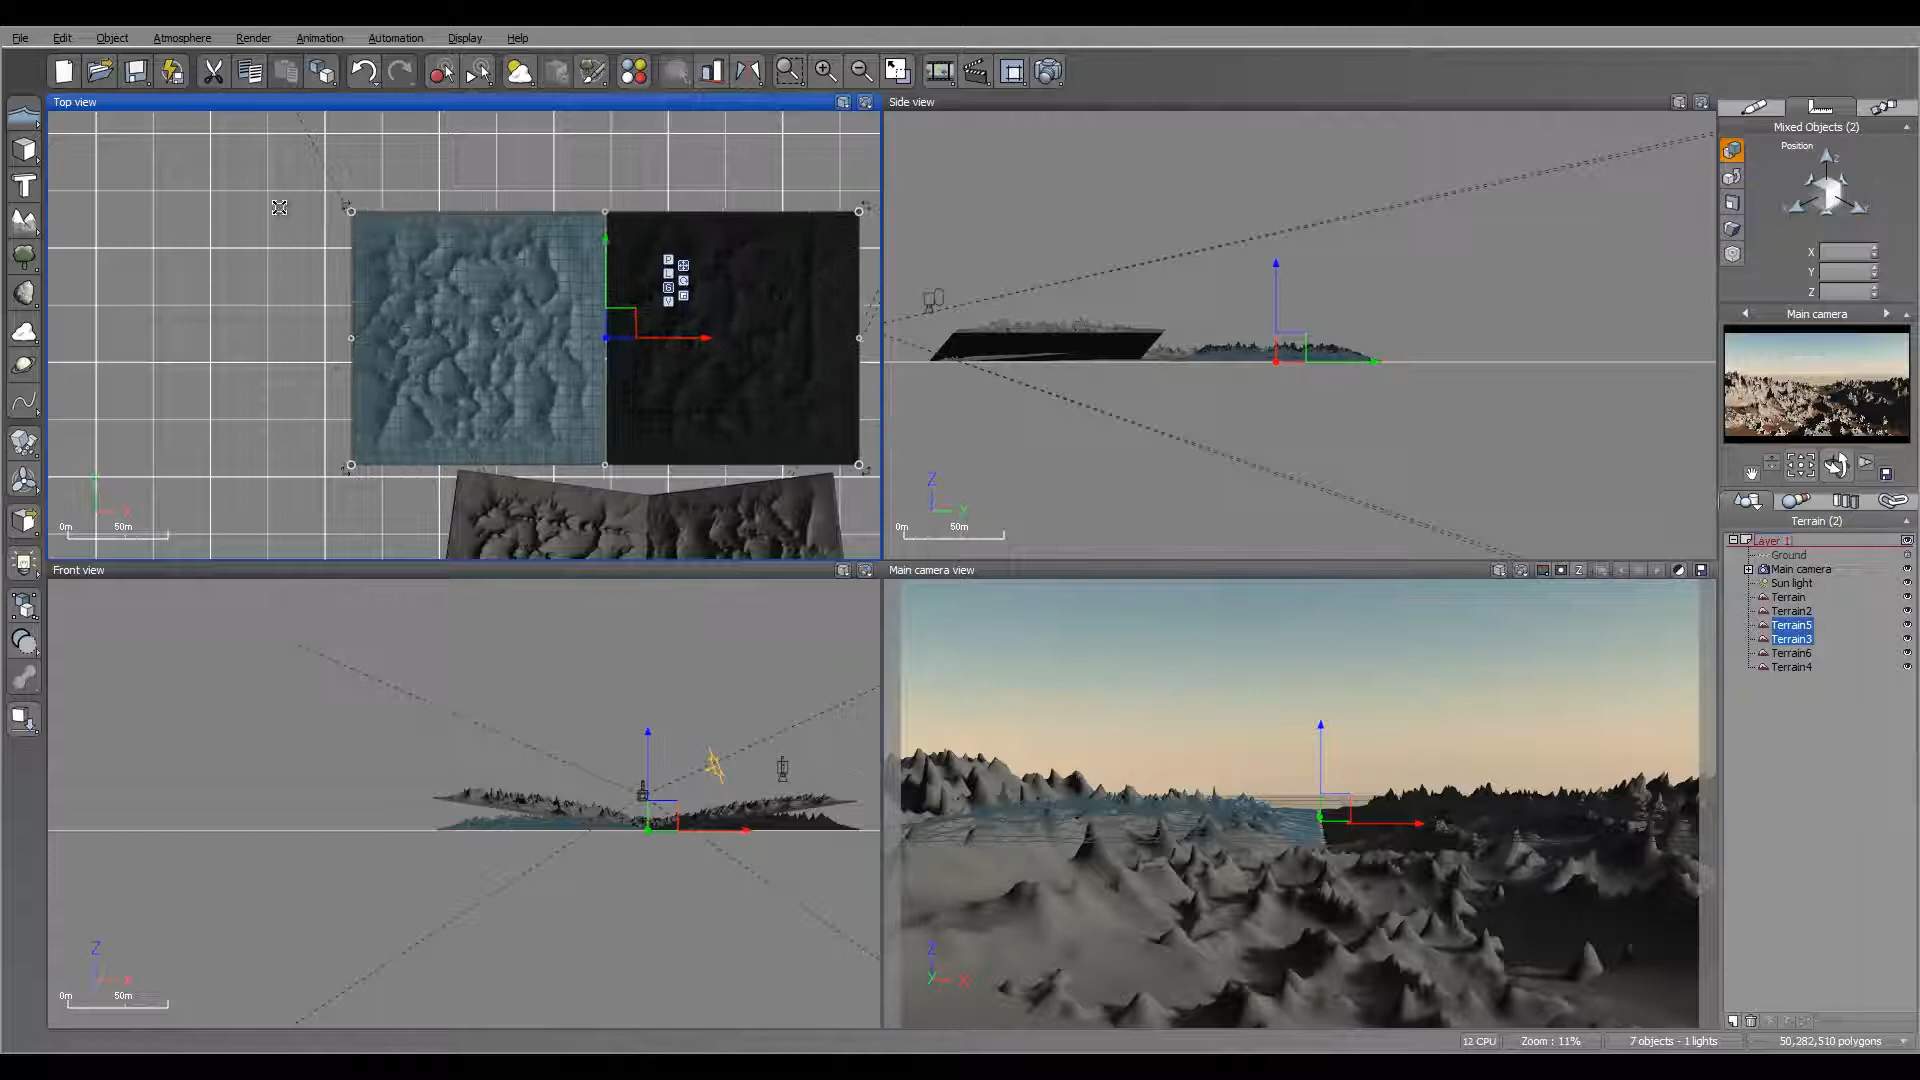 File Edit Object Atmosphere Render Animation Automation Display Help
Top view
Side view
Mixed Objects (2)
Position
Z
P
L
G
V
X
Y
Z
Main camera
X
0m 50m
Z
Y
0m 50m
Terrain (2)
Layer 1
Ground
Main camera
Sun light
Terrain
Terrain2
Terrain5
Terrain3
Terrain6
Terrain4
Front view
Main camera view
Z
Z
X
0m 50m
Z
Y
X
12 CPU Zoom : 11% 7 objects - 1 lights 50,282,510 polygons